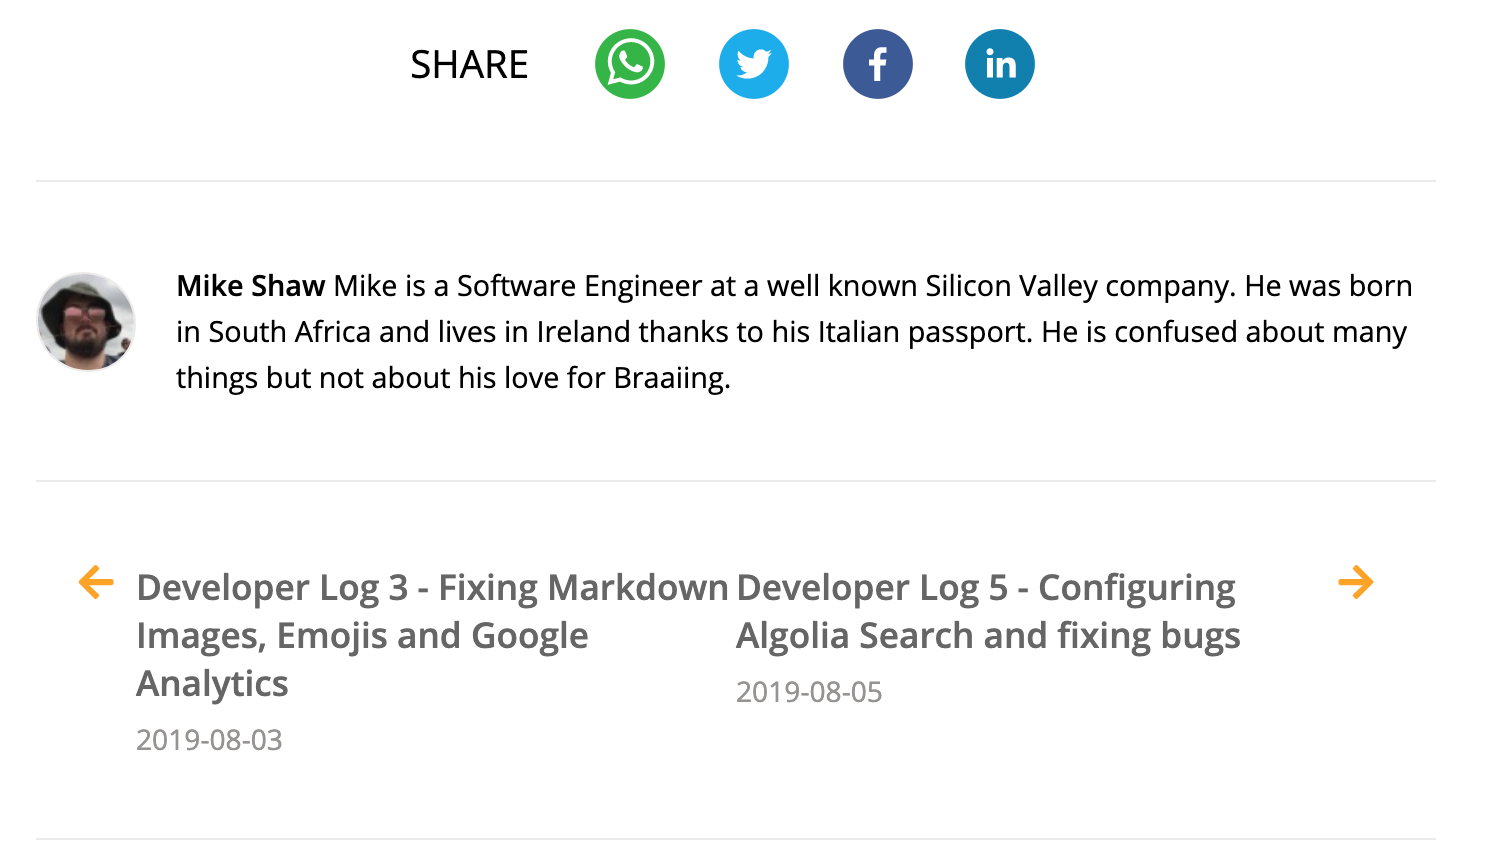 SHARE
in
Mike Shaw Mike is a Software Engineer at a well known Silicon Valley company. He was born
in South Africa and lives in Ireland thanks to his Italian passport. He is confused about many
things but not about his love for Braaiing.
Developer Log 3 - Fixing Markdown
Images, Emojis and Google
Analytics
2019-08-03
Developer Log 5 - Configuring
Algolia Search and fixing bugs
2019-08-05